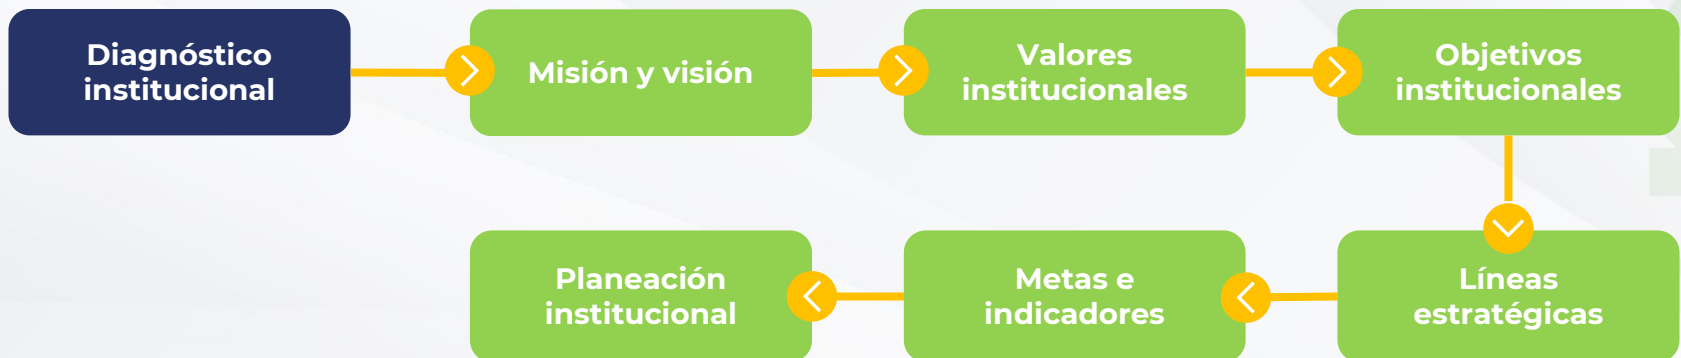 Diagnóstico
institucional
Misión y visión
Valores
institucionales
Objetivos
institucionales
Líneas
estratégicas
Metas e
indicadores
Planeación
institucional